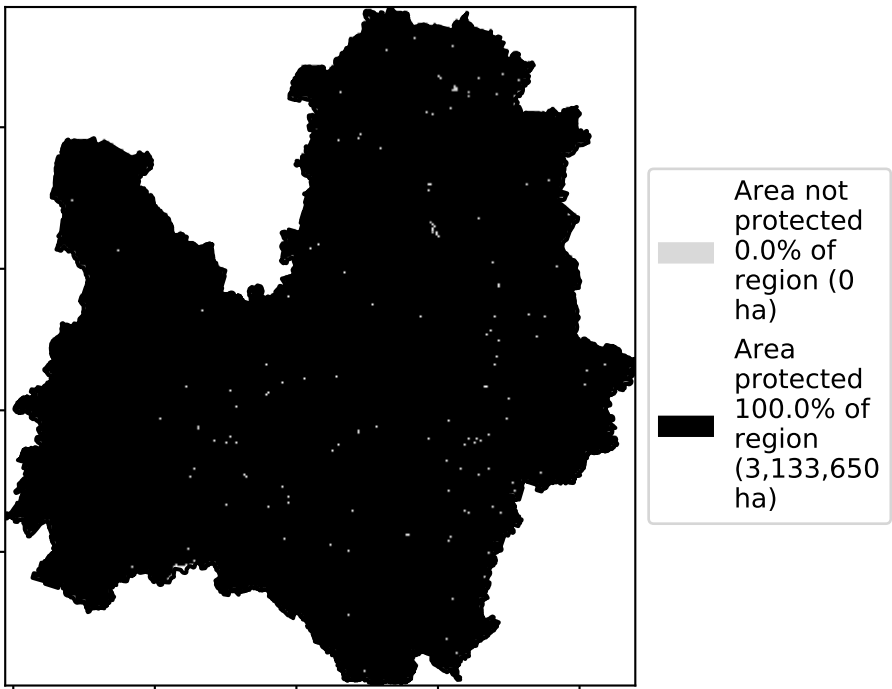 Area not
protected
0.0% of
region (0
ha)
Area
protected
100.0% of
region
(3,133,650
ha)